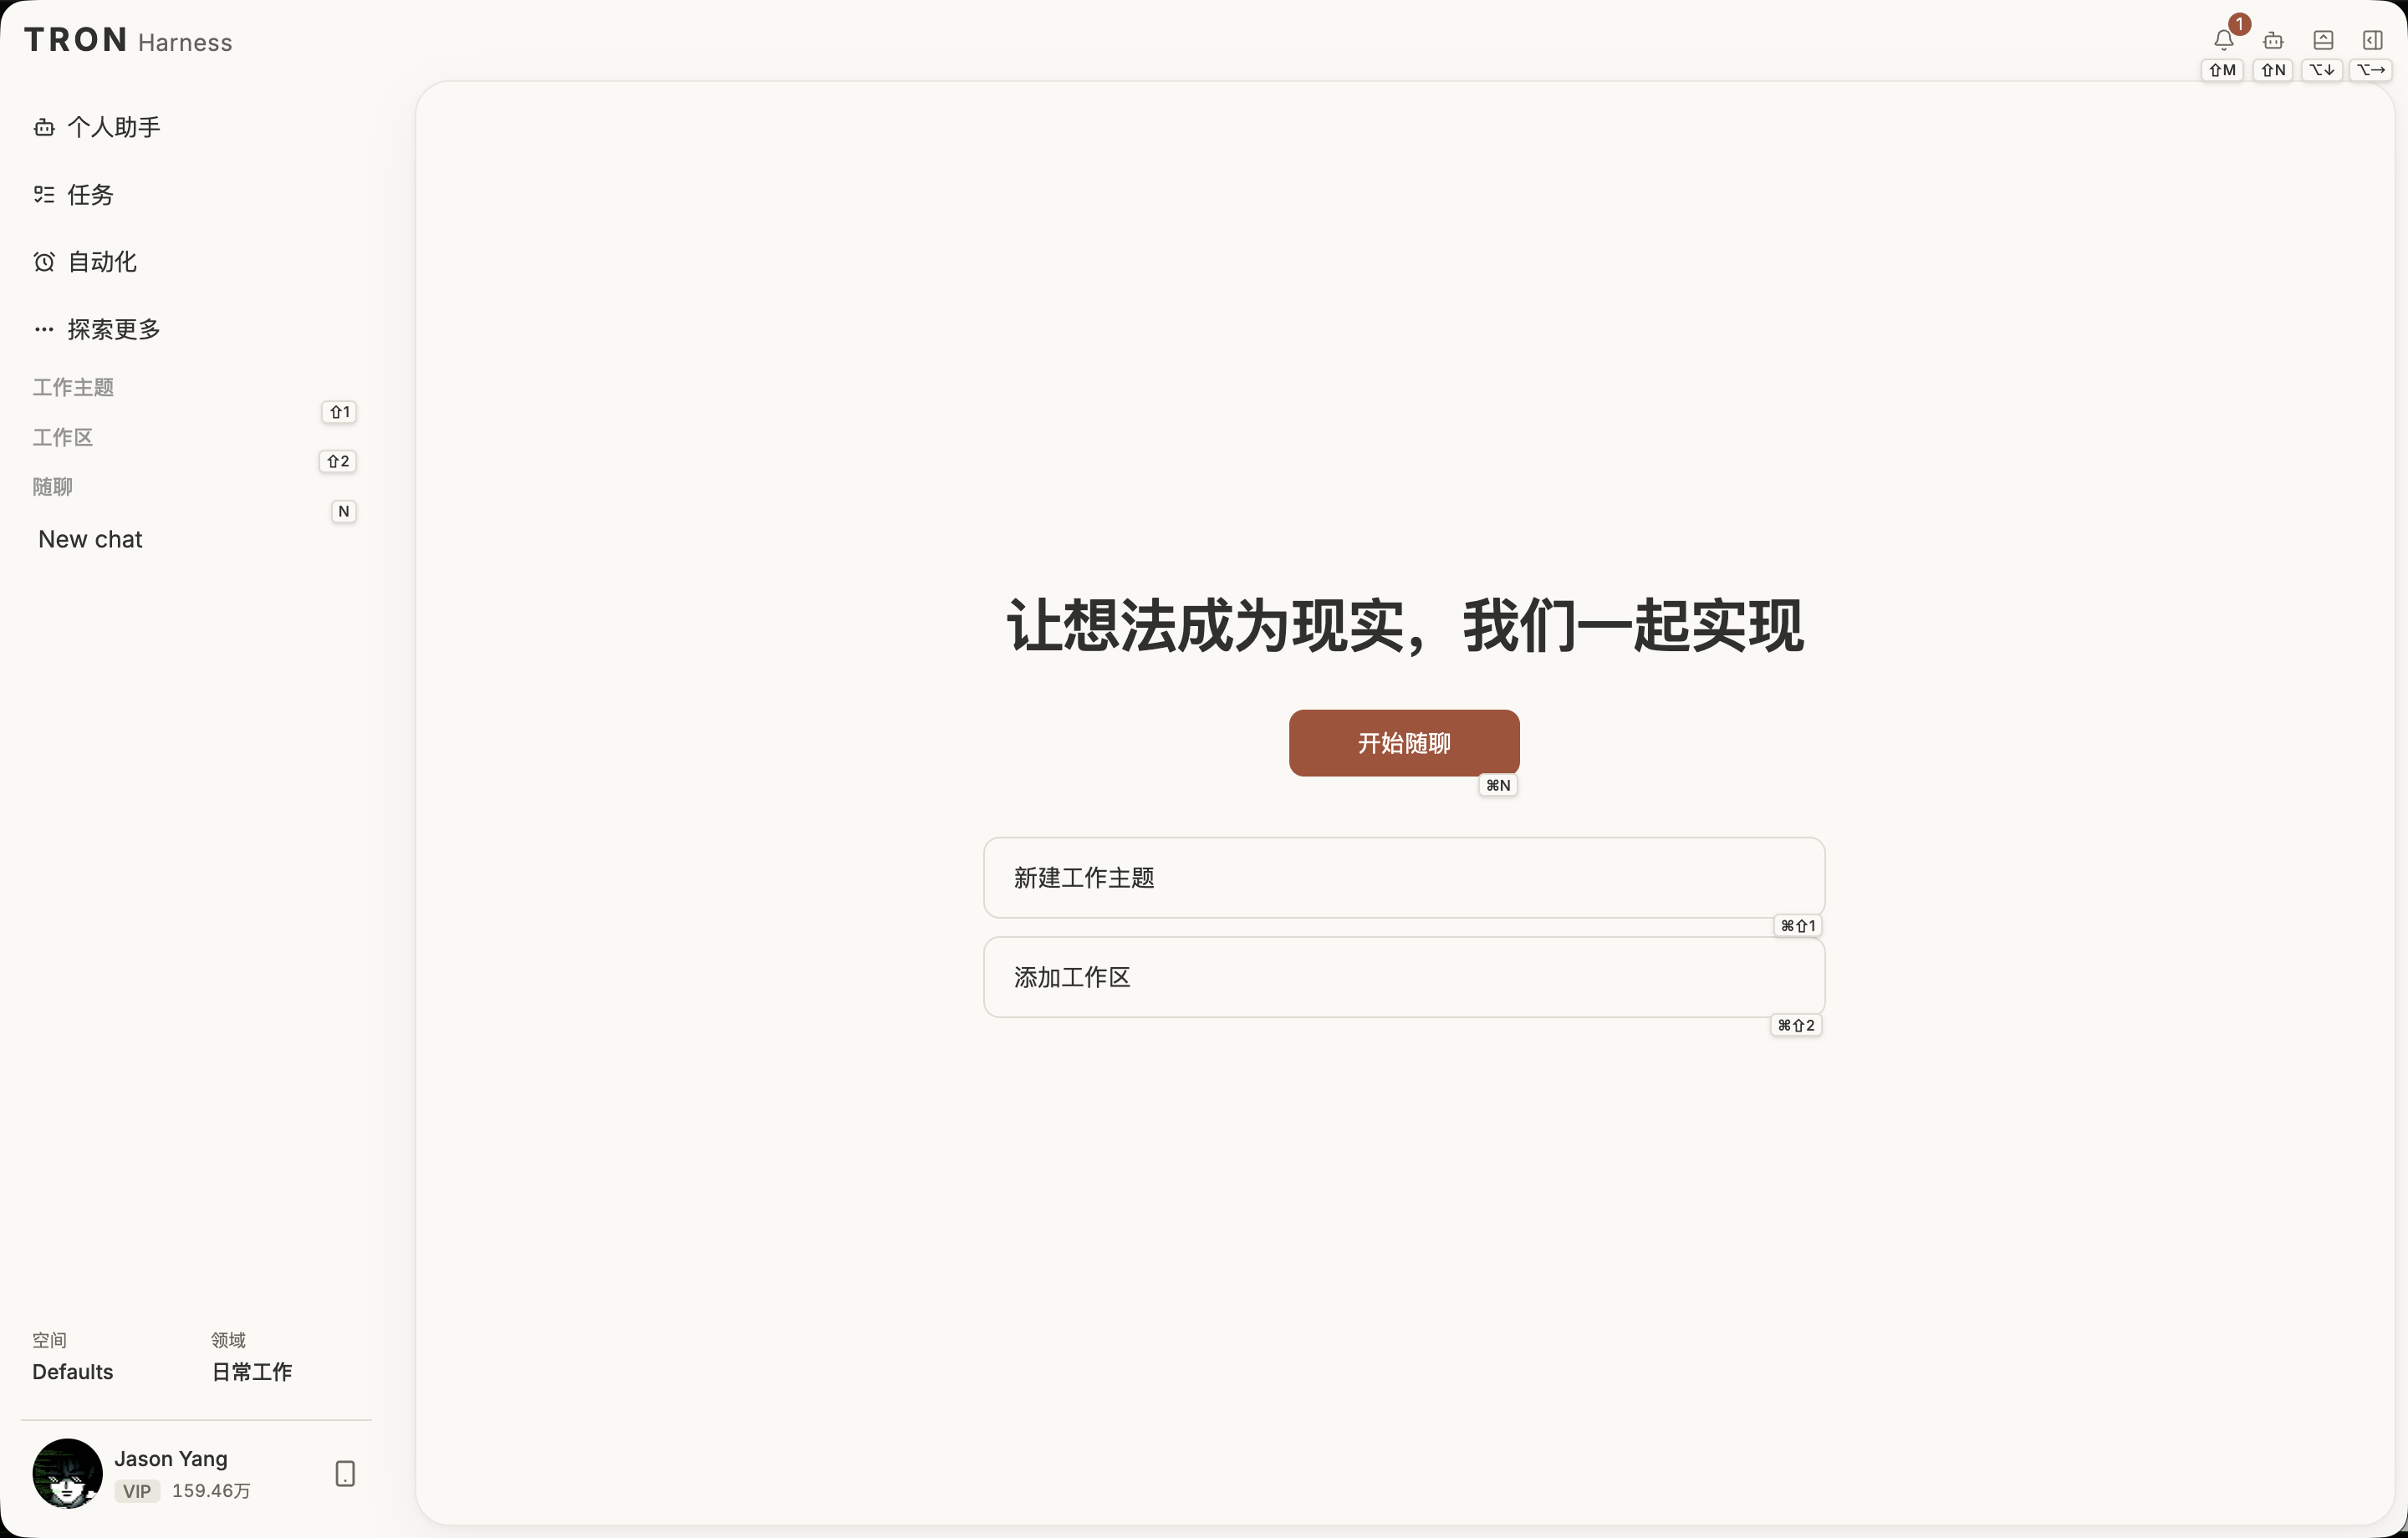 TRON Harness
1
⇧M ⇧N ⌥↓ ⌥→
个人助手
任务
自动化
探索更多
工作主题
⇧1
工作区
⇧2
随聊
N
New chat
让想法成为现实，我们一起实现
开始随聊
⌘N
新建工作主题
⌘⇧1
添加工作区
⌘⇧2
空间 领域
Defaults 日常工作
Jason Yang
VIP 159.46万